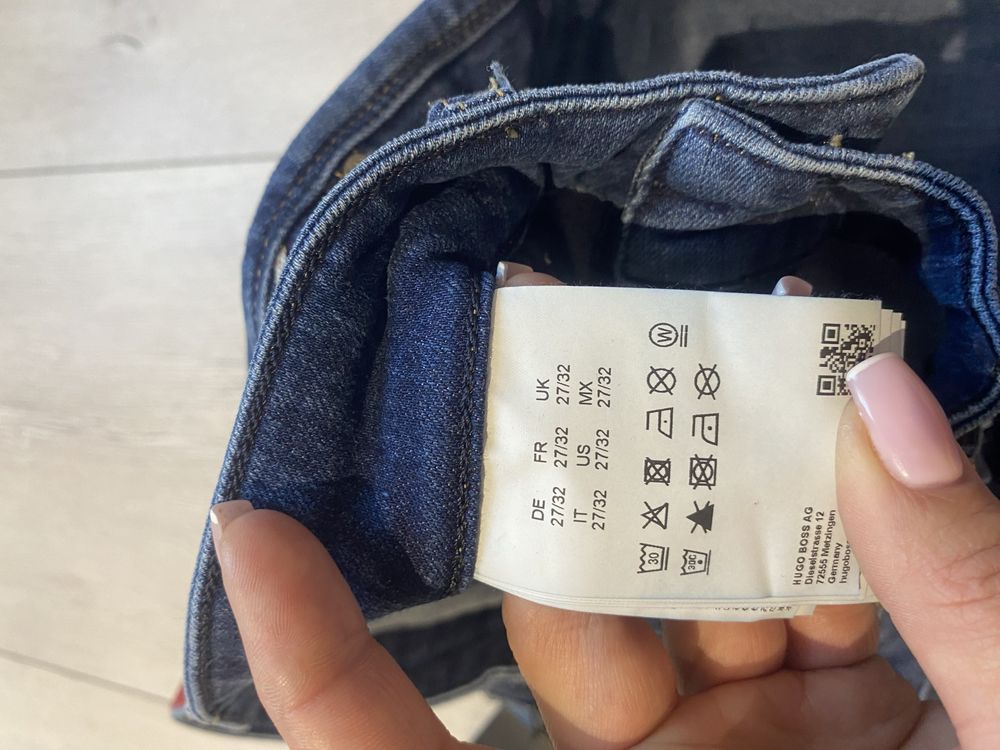 DE FR UK
27/32 27/32 27/32
IT US MX
27/32 27/32 27/32
30
W
30C
HUGO BOSS AG
Dieselstrasse 12
72555 Metzingen
Germany